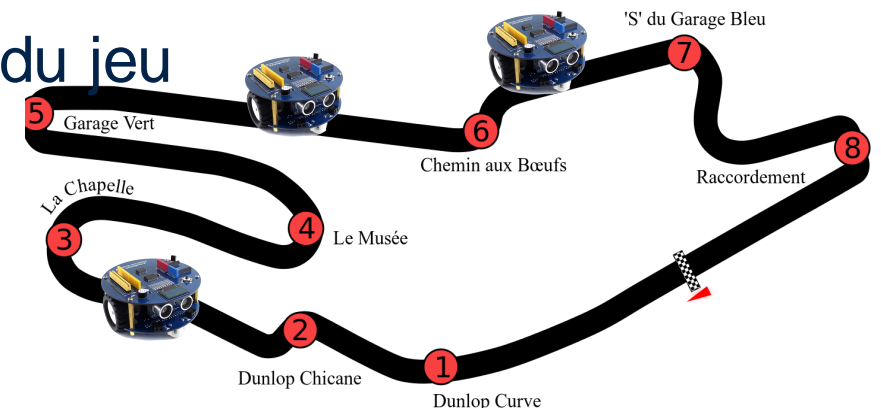 du jeu
'S' du Garage Bleu
7
5
Garage Vert
6
Chemin aux Bœufs
8
Raccordement
La Chapelle
3
4
Le Musée
2
Dunlop Chicane
1
Dunlop Curve